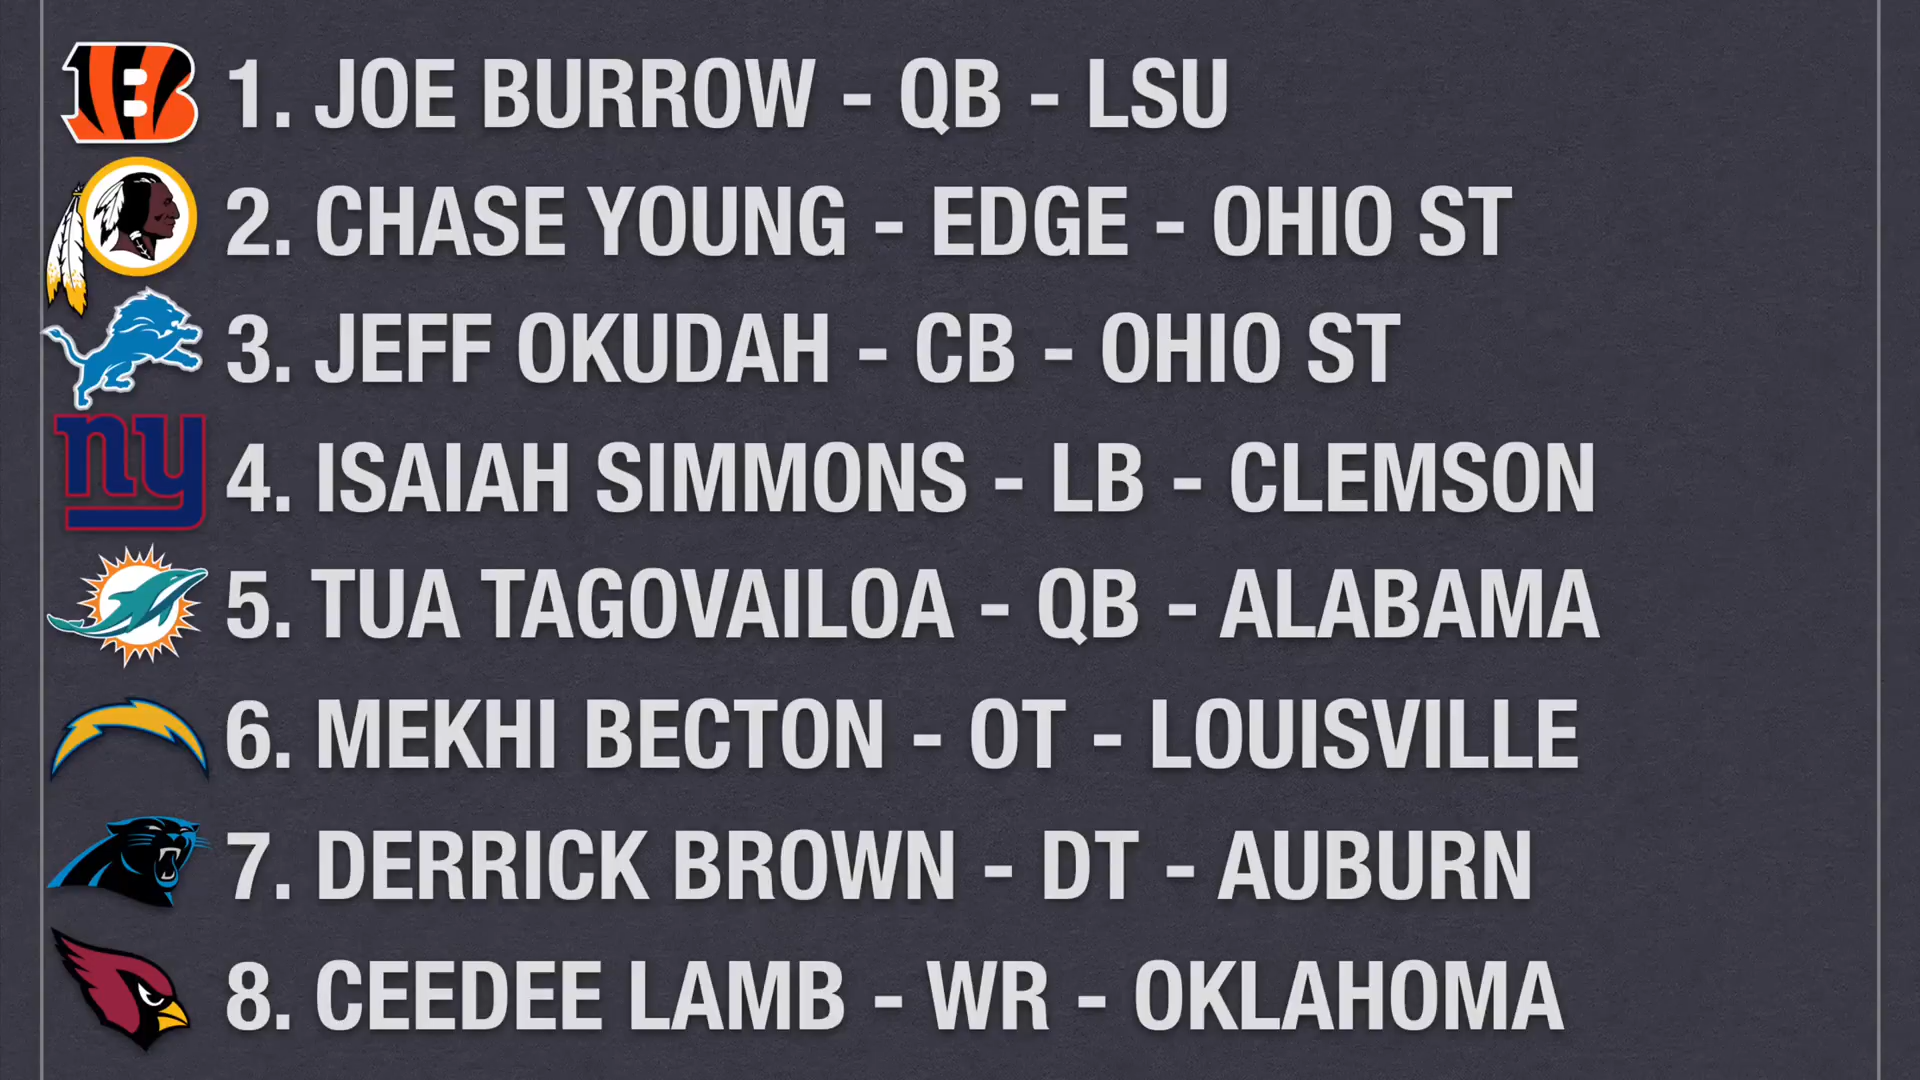 1. JOE BURROW - QB - LSU
2. CHASE YOUNG - EDGE - OHIO ST
3. JEFF OKUDAH - CB - OHIO ST
ny
4. ISAIAH SIMMONS - LB - CLEMSON
5. TUA TAGOVAILOA - QB - ALABAMA
6. MEKHI BECTON - OT - LOUISVILLE
7. DERRICK BROWN - DT - AUBURN
8. CEEDEE LAMB - WR - OKLAHOMA